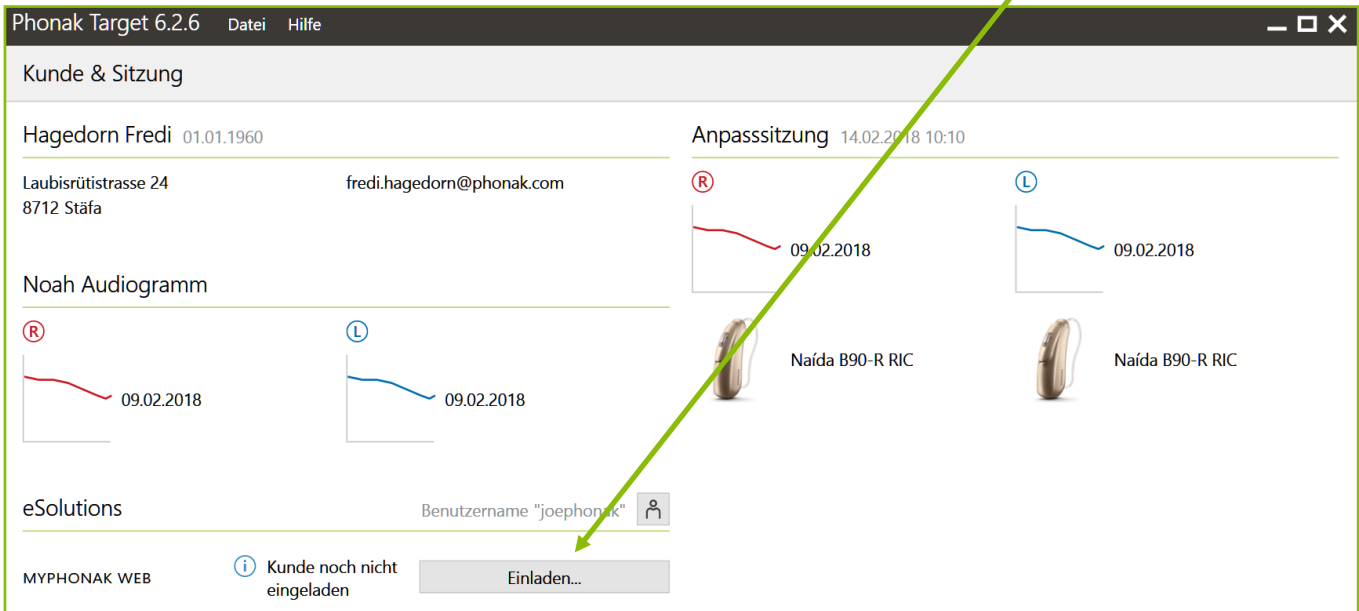 Phonak Target 6.2.6 Datei Hilfe
Kunde & Sitzung
Hagedorn Fredi 01.01.1960
Laubisrütistrasse 24
8712 Stäfa
fredi.hagedorn@phonak.com
Noah Audiogramm
R
09.02.2018
L
09.02.2018
eSolutions
Benutzername "joephonak"
MYPHONAK WEB
i
Kunde noch nicht
eingeladen
Einladen...
Anpasssitzung 14.02.2018 10:10
R
09.02.2018
L
09.02.2018
Naída B90-R RIC
Naída B90-R RIC